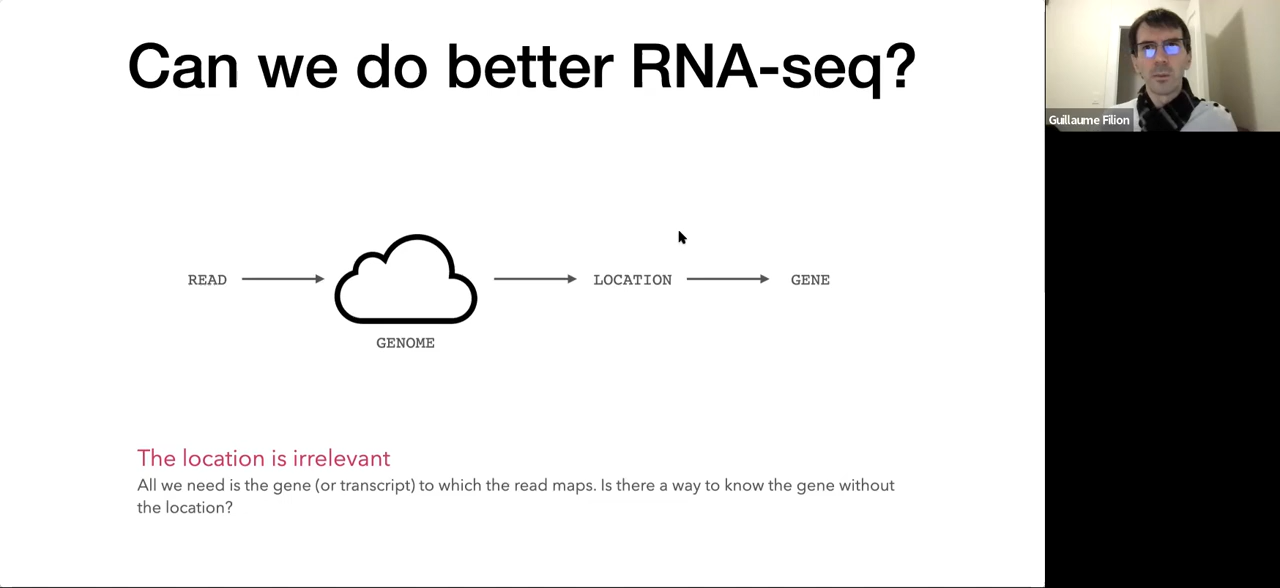 Can we do better RNA-seq?
Guillaume Filion
READ
LOCATION
GENE
GENOME
The location is irrelevant
All we need is the gene (or transcript) to which the read maps. Is there a way to know the gene without
the location?